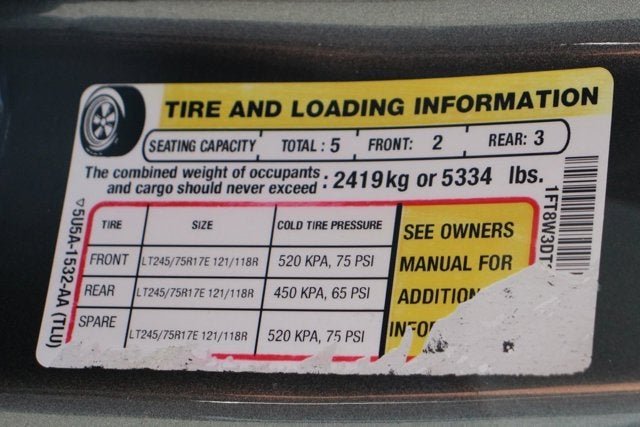 TIRE AND LOADING INFORMATION
SEATING CAPACITY TOTAL : 5 FRONT: 2 REAR: 3
The combined weight of occupants and cargo should never exceed : 2419kg or 5334 lbs.
TIRE SIZE COLD TIRE PRESSURE
FRONT LT245/75R17E 121/118R 520 KPA, 75 PSI
REAR LT245/75R17E 121/118R 450 KPA, 65 PSI
SPARE LT245/75R17E 121/118R 520 KPA, 75 PSI
SEE OWNERS
MANUAL FOR
ADDITION
INFO
5U5A-1532-AA (TLU)
1FT8W3DT